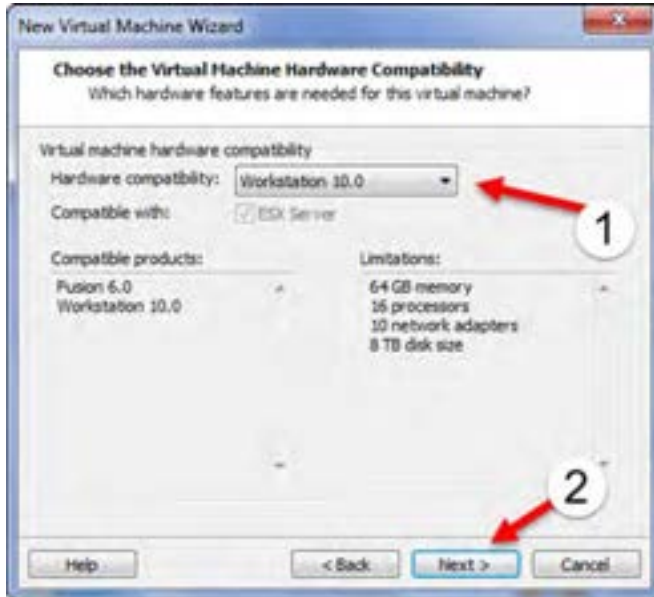 New Virtual Machine Wizard
Choose the Virtual Machine Hardware Compatibility
Which hardware features are needed for this virtual machine?
Virtual machine hardware compatibility
Hardware compatibility: Workstation 10.0
Compatible with: ESX Server
1
Compatible products: Limitations:
Fusion 6.0 64 GB memory
Workstation 10.0 16 processors
10 network adapters
8 TB disk size
2
Help < Back Next > Cancel